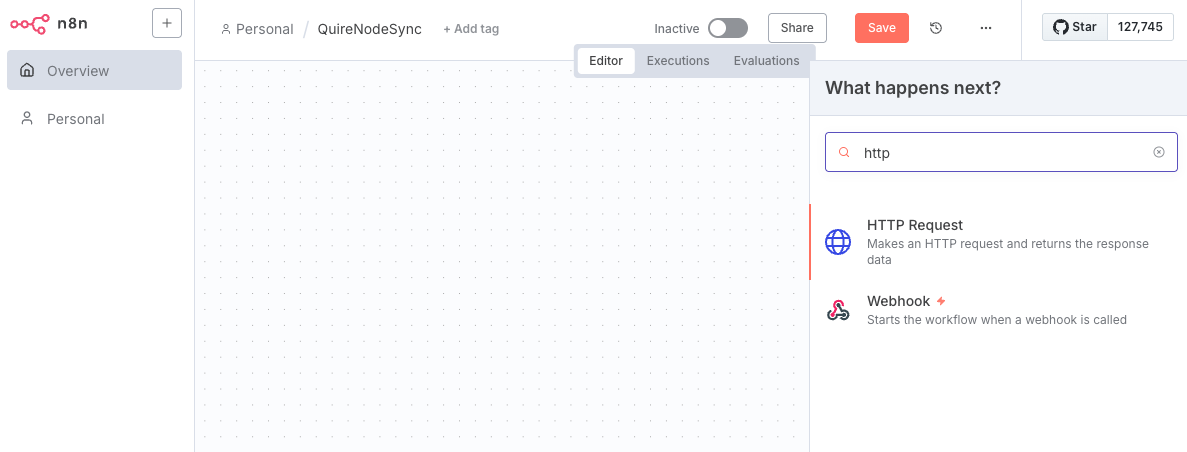 n8n
Overview
Personal
Personal / QuireNodeSync + Add tag
Inactive
Share
Save
Star 127,745
Editor Executions Evaluations
What happens next?
http
HTTP Request
Makes an HTTP request and returns the response
data
Webhook
Starts the workflow when a webhook is called